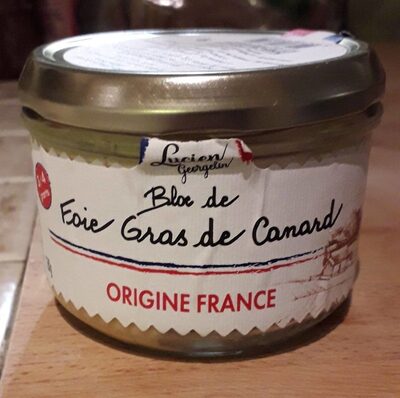 Lucien
Georgelin
Bloc de
Foie Gras de Canard
ORIGINE FRANCE